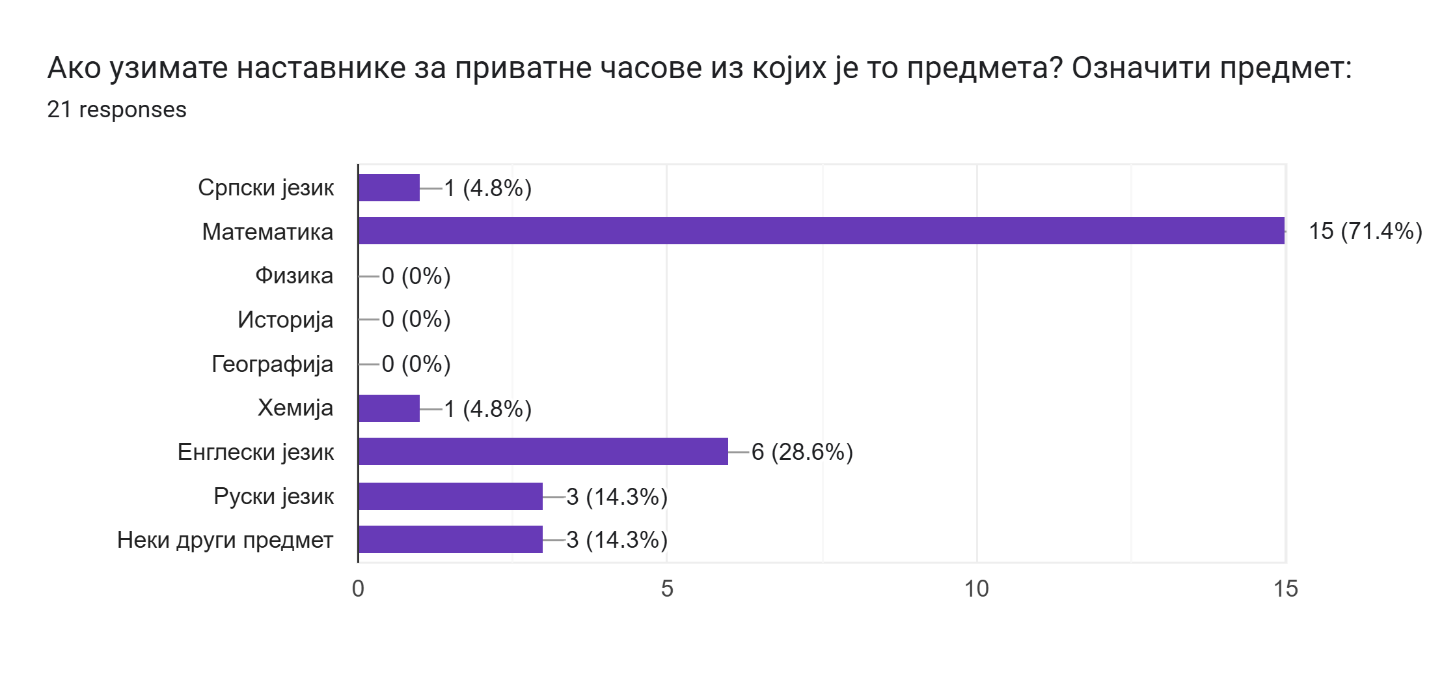 Ако узимате наставнике за приватне часове из којих је то предмета? Означити предмет:
21 responses
Српски језик 1 (4.8%)
Математика 15 (71.4%)
Физика 0 (0%)
Историја 0 (0%)
Географија 0 (0%)
Хемија 1 (4.8%)
Енглески језик 6 (28.6%)
Руски језик 3 (14.3%)
Неки други предмет 3 (14.3%)
0 5 10 15